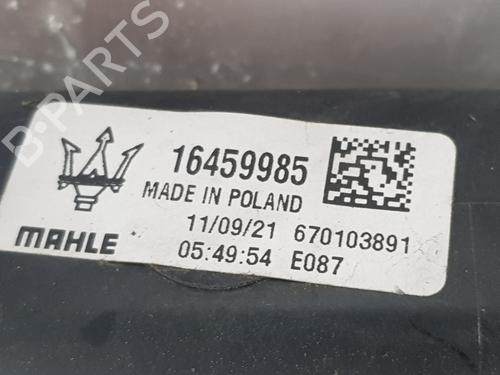 B-PARTS
16459985
MADE IN POLAND
MAHLE
11/09/21 670103891
05:49:54 E087